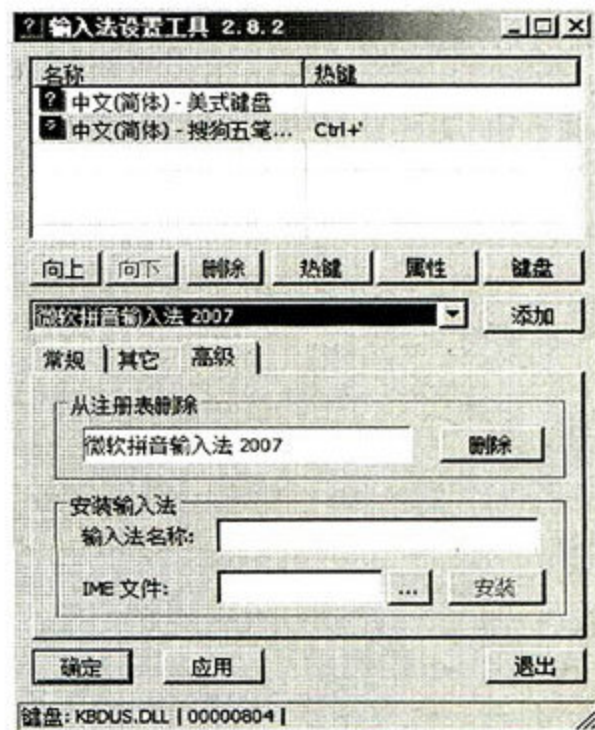 输入法设置工具 2.8.2
名称 热键
中文(简体) - 美式键盘
中文(简体) - 搜狗五笔... Ctrl+'
向上 向下 删除 热键 属性 键盘
微软拼音输入法 2007 添加
常规 其它 高级
从注册表删除
微软拼音输入法 2007 删除
安装输入法
输入法名称:
IME 文件: ... 安装
确定 应用 退出
键盘: KBDUS.DLL | 00000804 |